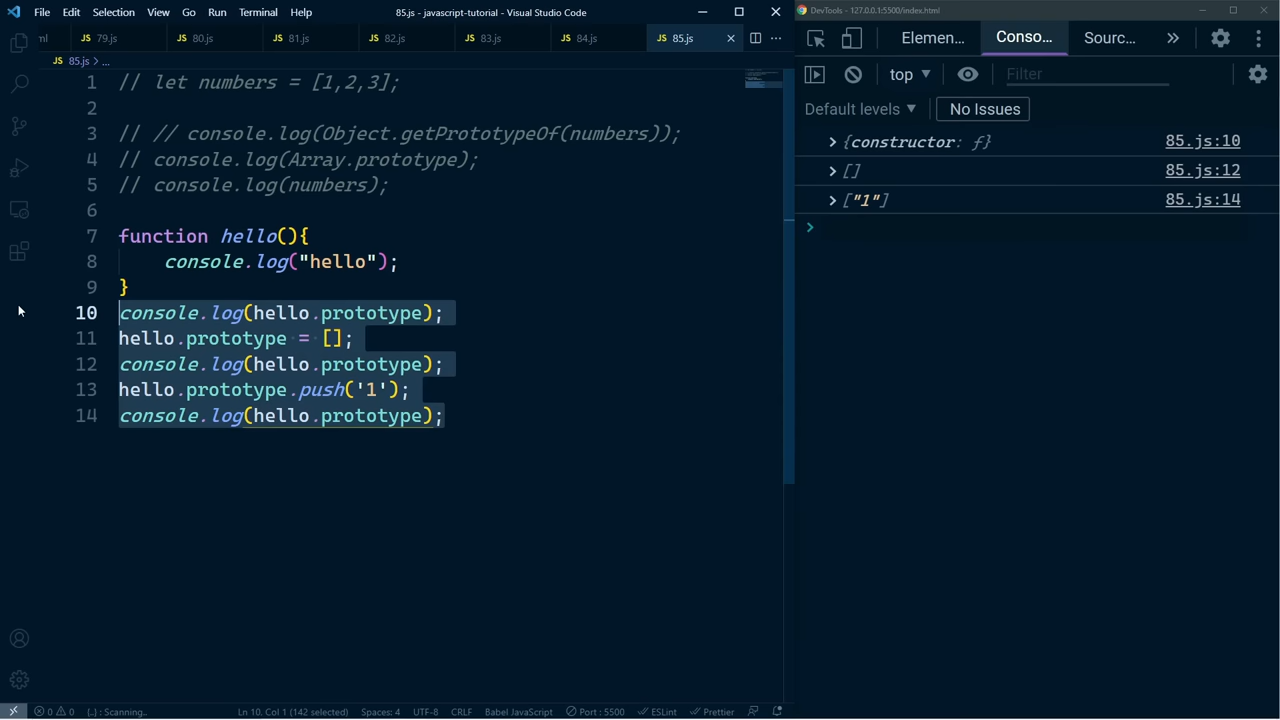 File Edit Selection View Go Run Terminal Help 85.js - javascript-tutorial - Visual Studio Code
DevTools - 127.0.0.1:5500/index.html
ml JS 79.js JS 80.js JS 81.js JS 82.js JS 83.js JS 84.js JS 85.js
Elemen... Conso... Sourc...
JS 85.js > ...
top Filter
Default levels No Issues
1 // let numbers = [1,2,3];
2
3 // // console.log(Object.getPrototypeOf(numbers));
4 // console.log(Array.prototype);
5 // console.log(numbers);
6
7 function hello(){
8 console.log("hello");
9 }
10 console.log(hello.prototype);
11 hello.prototype = [];
12 console.log(hello.prototype);
13 hello.prototype.push('1');
14 console.log(hello.prototype);
{constructor: ƒ} 85.js:10
[] 85.js:12
["1"] 85.js:14
0 0 {..} : Scanning.. Ln 10, Col 1 (142 selected) Spaces: 4 UTF-8 CRLF Babel JavaScript Port : 5500 ESLint Prettier